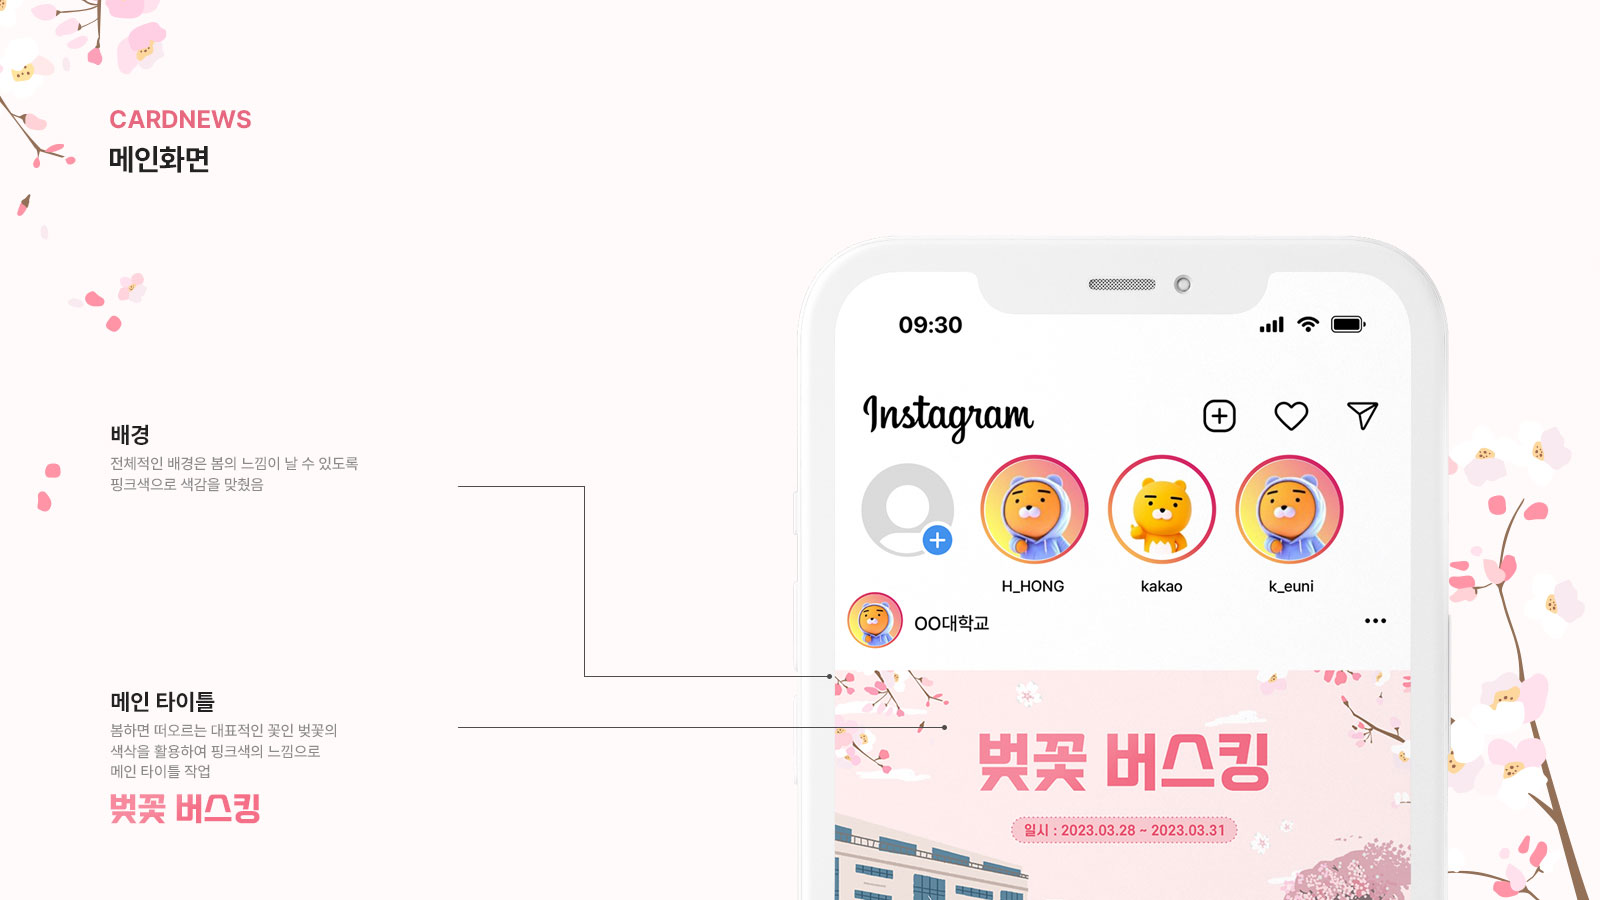 CARDNEWS
메인화면
배경
전체적인 배경은 봄의 느낌이 날 수 있도록
핑크색으로 색감을 맞췄음
메인 타이틀
봄하면 떠오르는 대표적인 꽃인 벚꽃의
색삭을 활용하여 핑크색의 느낌으로
메인 타이틀 작업
벚꽃 버스킹
09:30
Instagram
H_HONG
kakao
k_euni
OO대학교
벚꽃 버스킹
일시 : 2023.03.28 ~ 2023.03.31